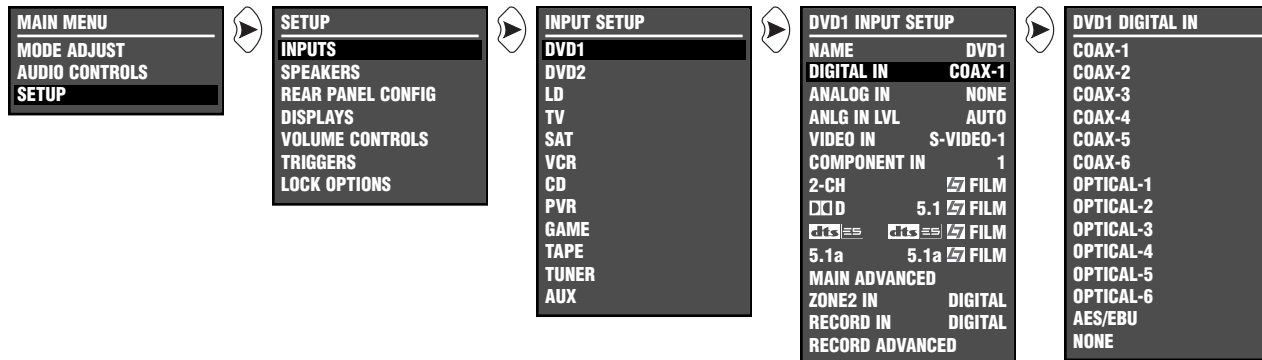 MAIN MENU
MODE ADJUST
AUDIO CONTROLS
SETUP
SETUP
INPUTS
SPEAKERS
REAR PANEL CONFIG
DISPLAYS
VOLUME CONTROLS
TRIGGERS
LOCK OPTIONS
INPUT SETUP
DVD1
DVD2
LD
TV
SAT
VCR
CD
PVR
GAME
TAPE
TUNER
AUX
DVD1 INPUT SETUP
NAME DVD1
DIGITAL IN COAX-1
ANALOG IN NONE
ANLG IN LVL AUTO
VIDEO IN S-VIDEO-1
COMPONENT IN 1
2-CH FILM
D 5.1 FILM
dts ES dts ES FILM
5.1a 5.1a FILM
MAIN ADVANCED
ZONE2 IN DIGITAL
RECORD IN DIGITAL
RECORD ADVANCED
DVD1 DIGITAL IN
COAX-1
COAX-2
COAX-3
COAX-4
COAX-5
COAX-6
OPTICAL-1
OPTICAL-2
OPTICAL-3
OPTICAL-4
OPTICAL-5
OPTICAL-6
AES/EBU
NONE